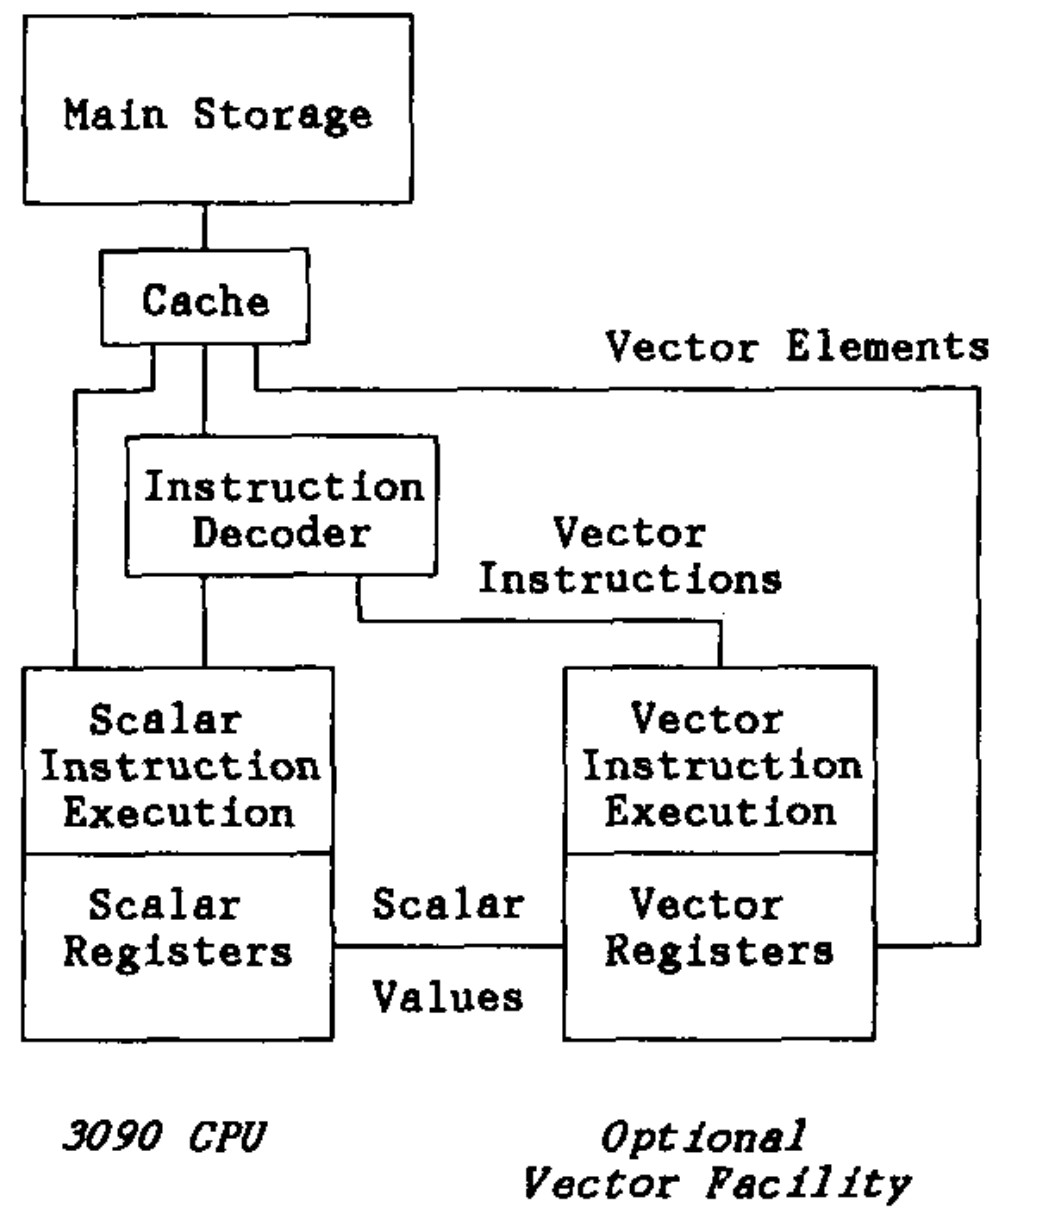 Main Storage
Cache
Vector Elements
Instruction
Decoder
Vector
Instructions
Scalar
Instruction
Execution
Vector
Instruction
Execution
Scalar
Registers
Scalar
Values
Vector
Registers
3090 CPU
Optional
Vector Facility